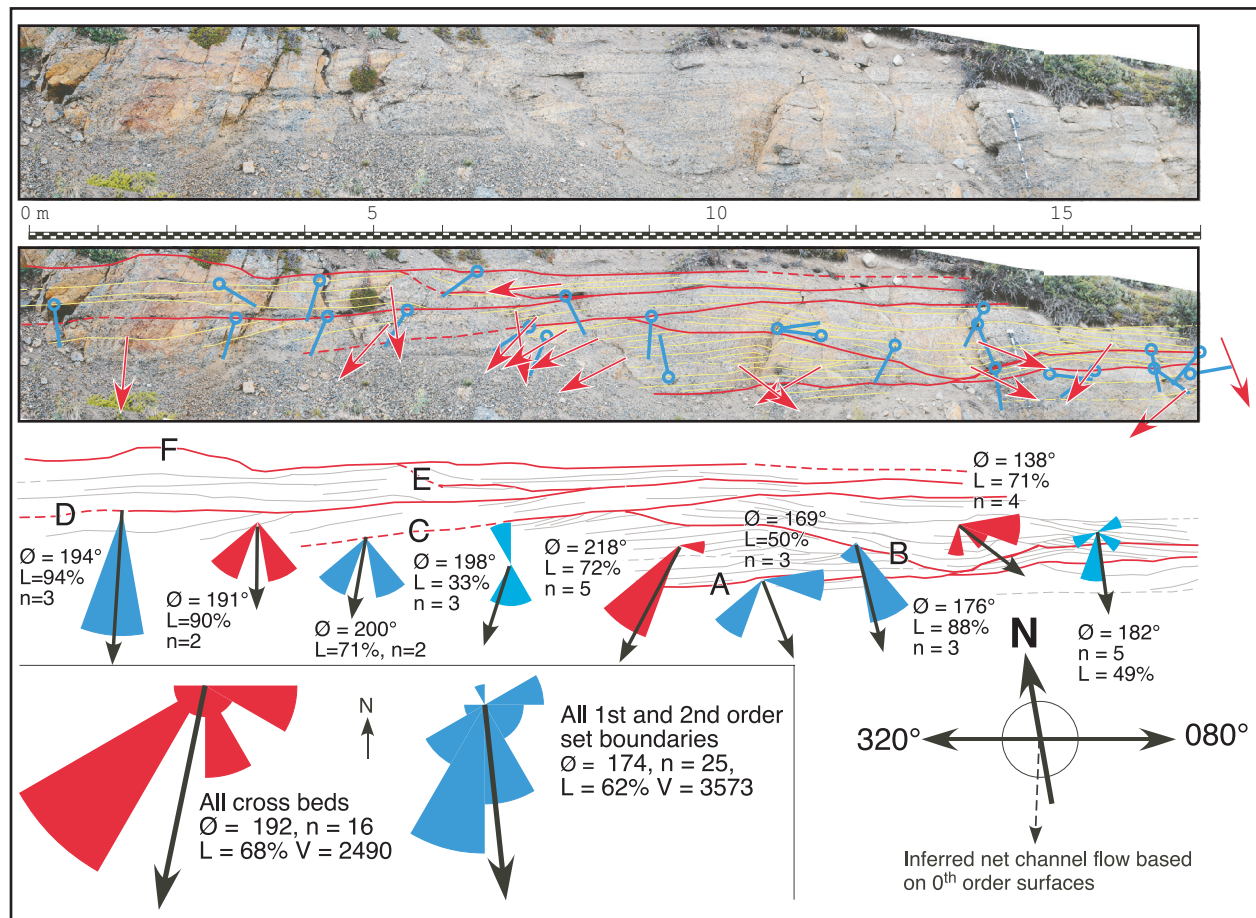 0 m 5 10 15
F
E
D
C
A
B
Ø = 194°
L=94%
n=3
Ø = 191°
L=90%
n=2
Ø = 200°
L=71%, n=2
Ø = 198°
L = 33%
n = 3
Ø = 218°
L = 72%
n = 5
Ø = 169°
L=50%
n = 3
Ø = 176°
L = 88%
n = 3
Ø = 138°
L = 71%
n = 4
Ø = 182°
n = 5
L = 49%
All cross beds
Ø = 192, n = 16
L = 68% V = 2490
N
All 1st and 2nd order
set boundaries
Ø = 174, n = 25,
L = 62% V = 3573
N
320° 080°
Inferred net channel flow based
on 0th order surfaces